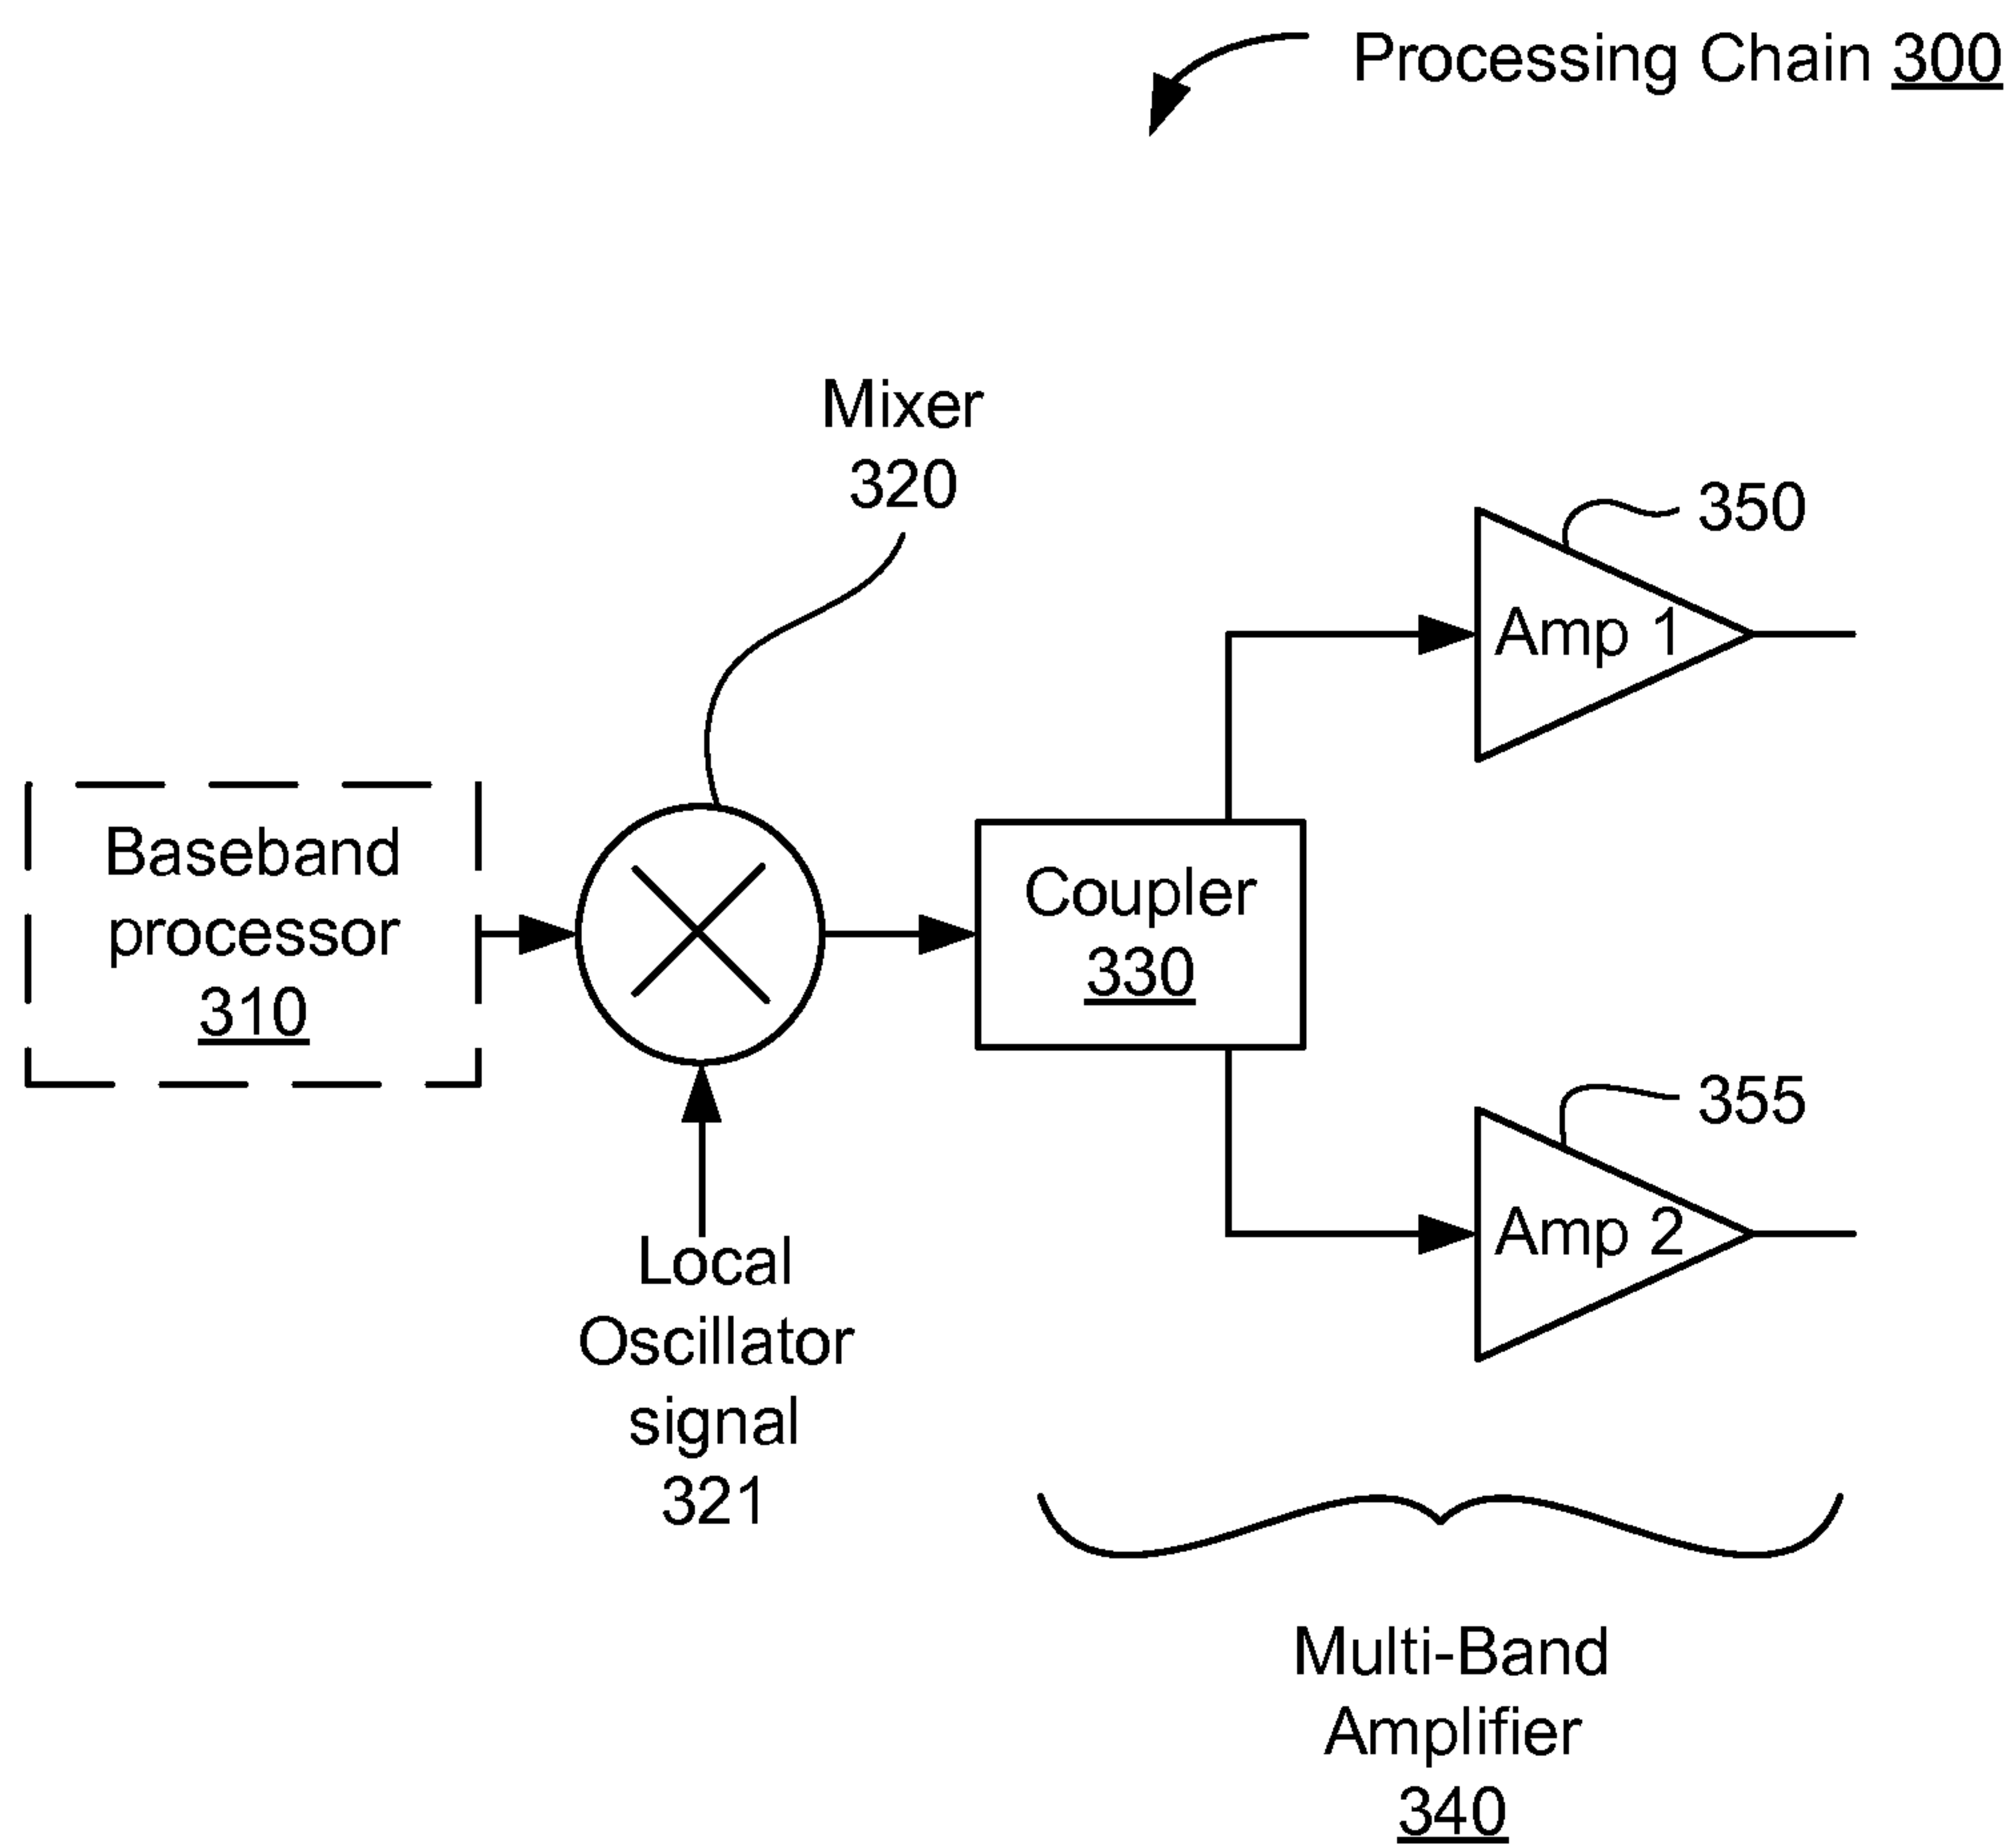 Processing Chain 300
Mixer
320
350
Amp 1
Baseband
processor
310
Coupler
330
355
Amp 2
Local
Oscillator
signal
321
Multi-Band
Amplifier
340